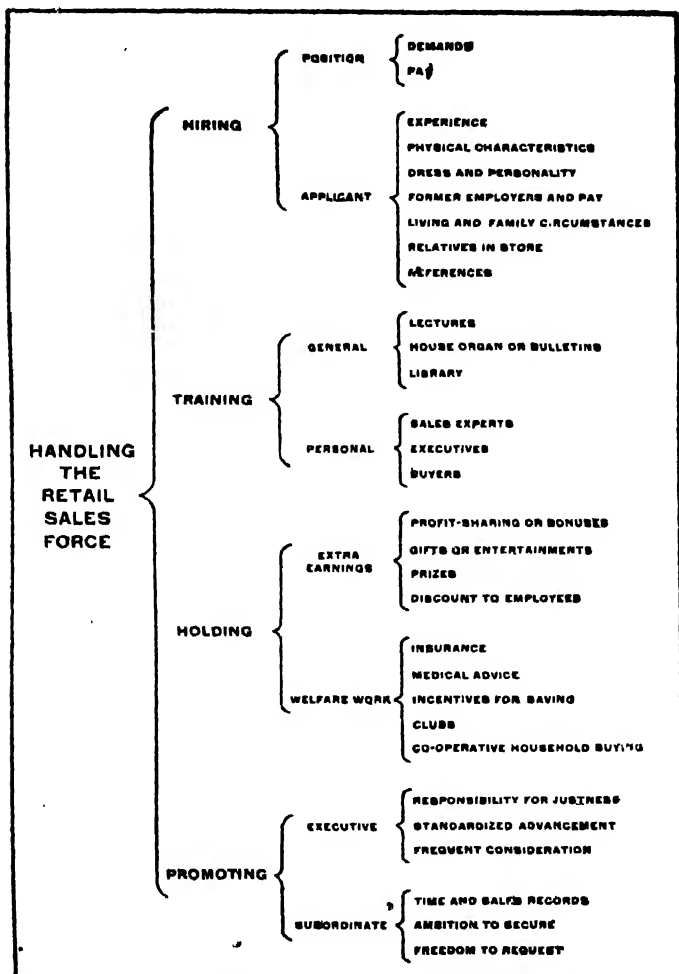 HANDLING
THE
RETAIL
SALES
FORCE
HIRING
POSITION
DEMANDS
PAY
APPLICANT
EXPERIENCE
PHYSICAL CHARACTERISTICS
DRESS AND PERSONALITY
FORMER EMPLOYERS AND PAY
LIVING AND FAMILY CIRCUMSTANCES
RELATIVES IN STORE
REFERENCES
TRAINING
GENERAL
LECTURES
HOUSE ORGAN OR BULLETINS
LIBRARY
PERSONAL
SALES EXPERTS
EXECUTIVES
BUYERS
HOLDING
EXTRA
EARNINGS
PROFIT-SHARING OR BONUSES
GIFTS OR ENTERTAINMENTS
PRIZES
DISCOUNT TO EMPLOYEES
WELFARE WORK
INSURANCE
MEDICAL ADVICE
INCENTIVES FOR SAVING
CLUBS
CO-OPERATIVE HOUSEHOLD BUYING
PROMOTING
EXECUTIVE
RESPONSIBILITY FOR JUSTNESS
STANDARDIZED ADVANCEMENT
FREQUENT CONSIDERATION
SUBORDINATE
TIME AND SALES RECORDS
AMBITION TO SECURE
FREEDOM TO REQUEST